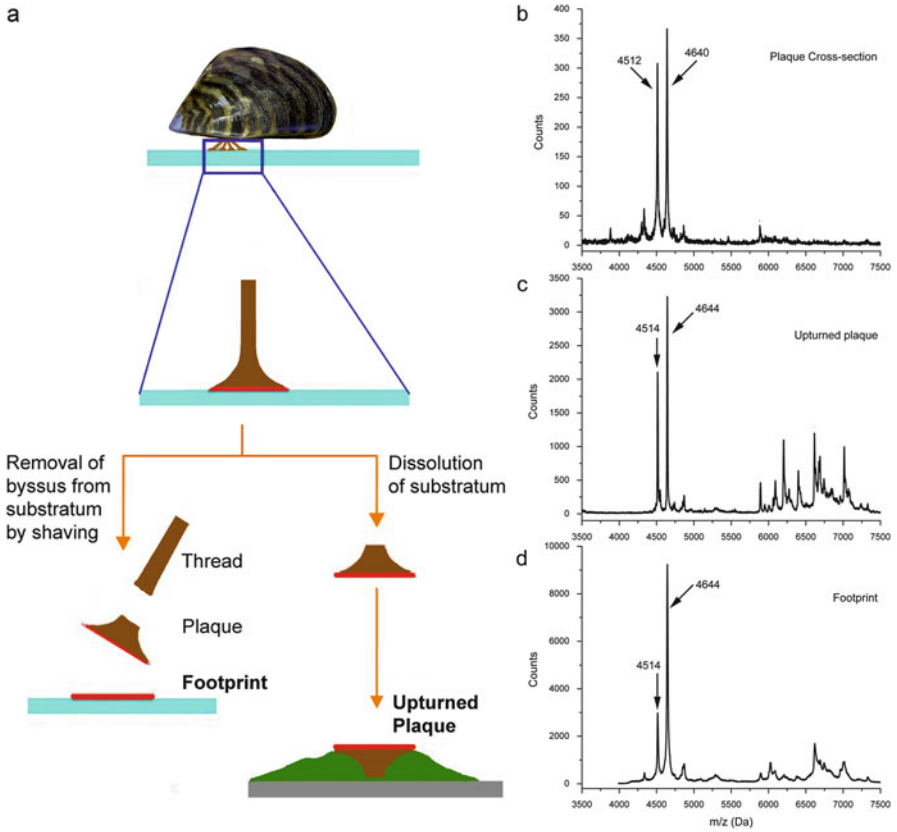 a
Removal of
byssus from
substratum
by shaving
Dissolution
of substratum
Thread
Plaque
Footprint
Upturned
Plaque
b
400
350
300
250
200
150
100
50
0
Counts
4512
4640
Plaque Cross-section
3500 4000 4500 5000 5500 6000 6500 7000 7500
c
3500
3000
2500
2000
1500
1000
500
0
Counts
4514
4644
Upturned plaque
3500 4000 4500 5000 5500 6000 6500 7000 7500
d
10000
8000
6000
4000
2000
0
Counts
4514
4644
Footprint
3500 4000 4500 5000 5500 6000 6500 7000 7500
m/z (Da)